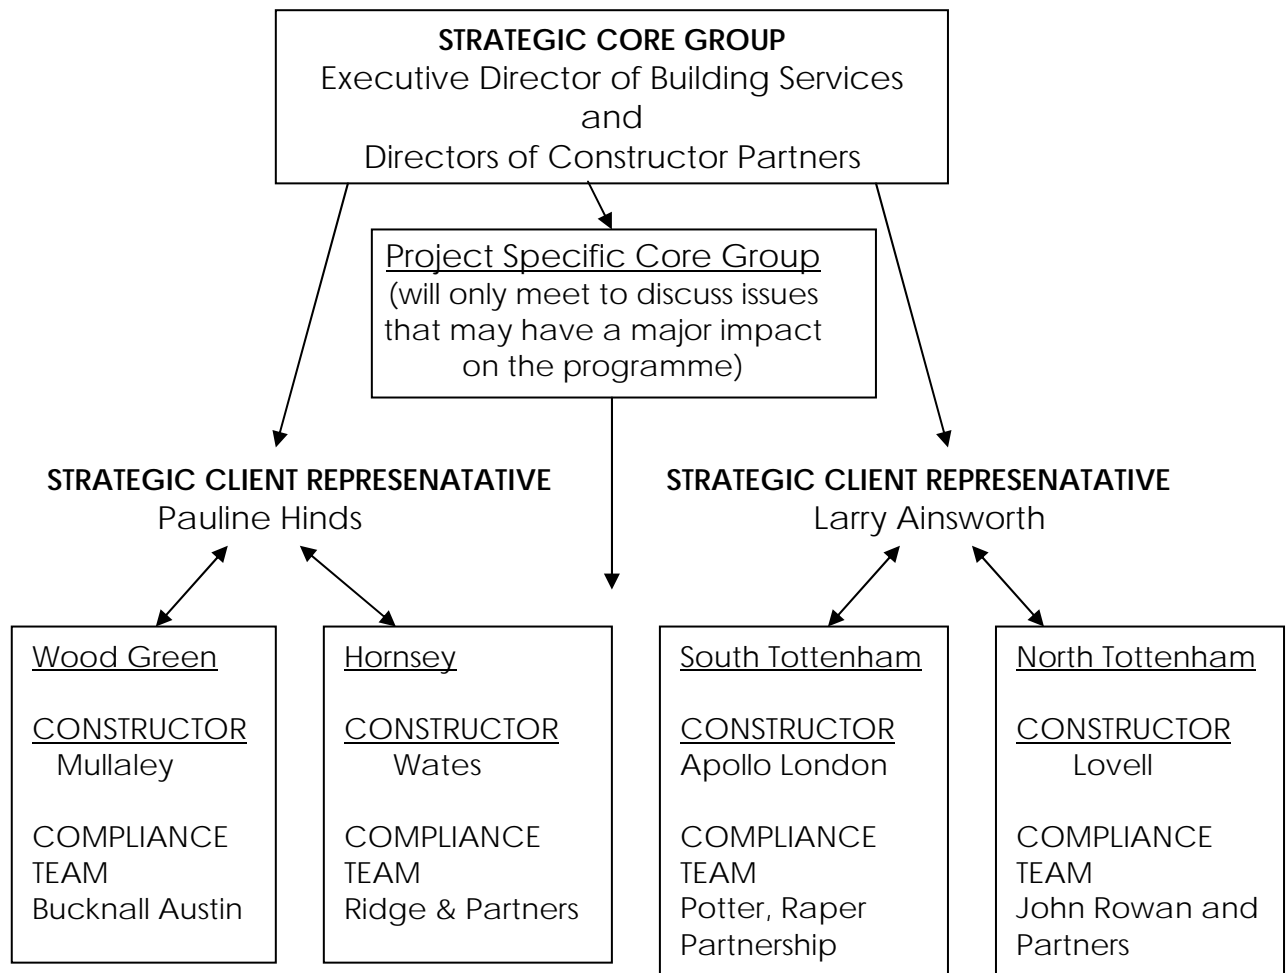 STRATEGIC CORE GROUP
Executive Director of Building Services
and
Directors of Constructor Partners
Project Specific Core Group
(will only meet to discuss issues
that may have a major impact
on the programme)
STRATEGIC CLIENT REPRESENATATIVE
Pauline Hinds
STRATEGIC CLIENT REPRESENATATIVE
Larry Ainsworth
Wood Green
CONSTRUCTOR
Mullaley
COMPLIANCE
TEAM
Bucknall Austin
Hornsey
CONSTRUCTOR
Wates
COMPLIANCE
TEAM
Ridge & Partners
South Tottenham
CONSTRUCTOR
Apollo London
COMPLIANCE
TEAM
Potter, Raper
Partnership
North Tottenham
CONSTRUCTOR
Lovell
COMPLIANCE
TEAM
John Rowan and
Partners